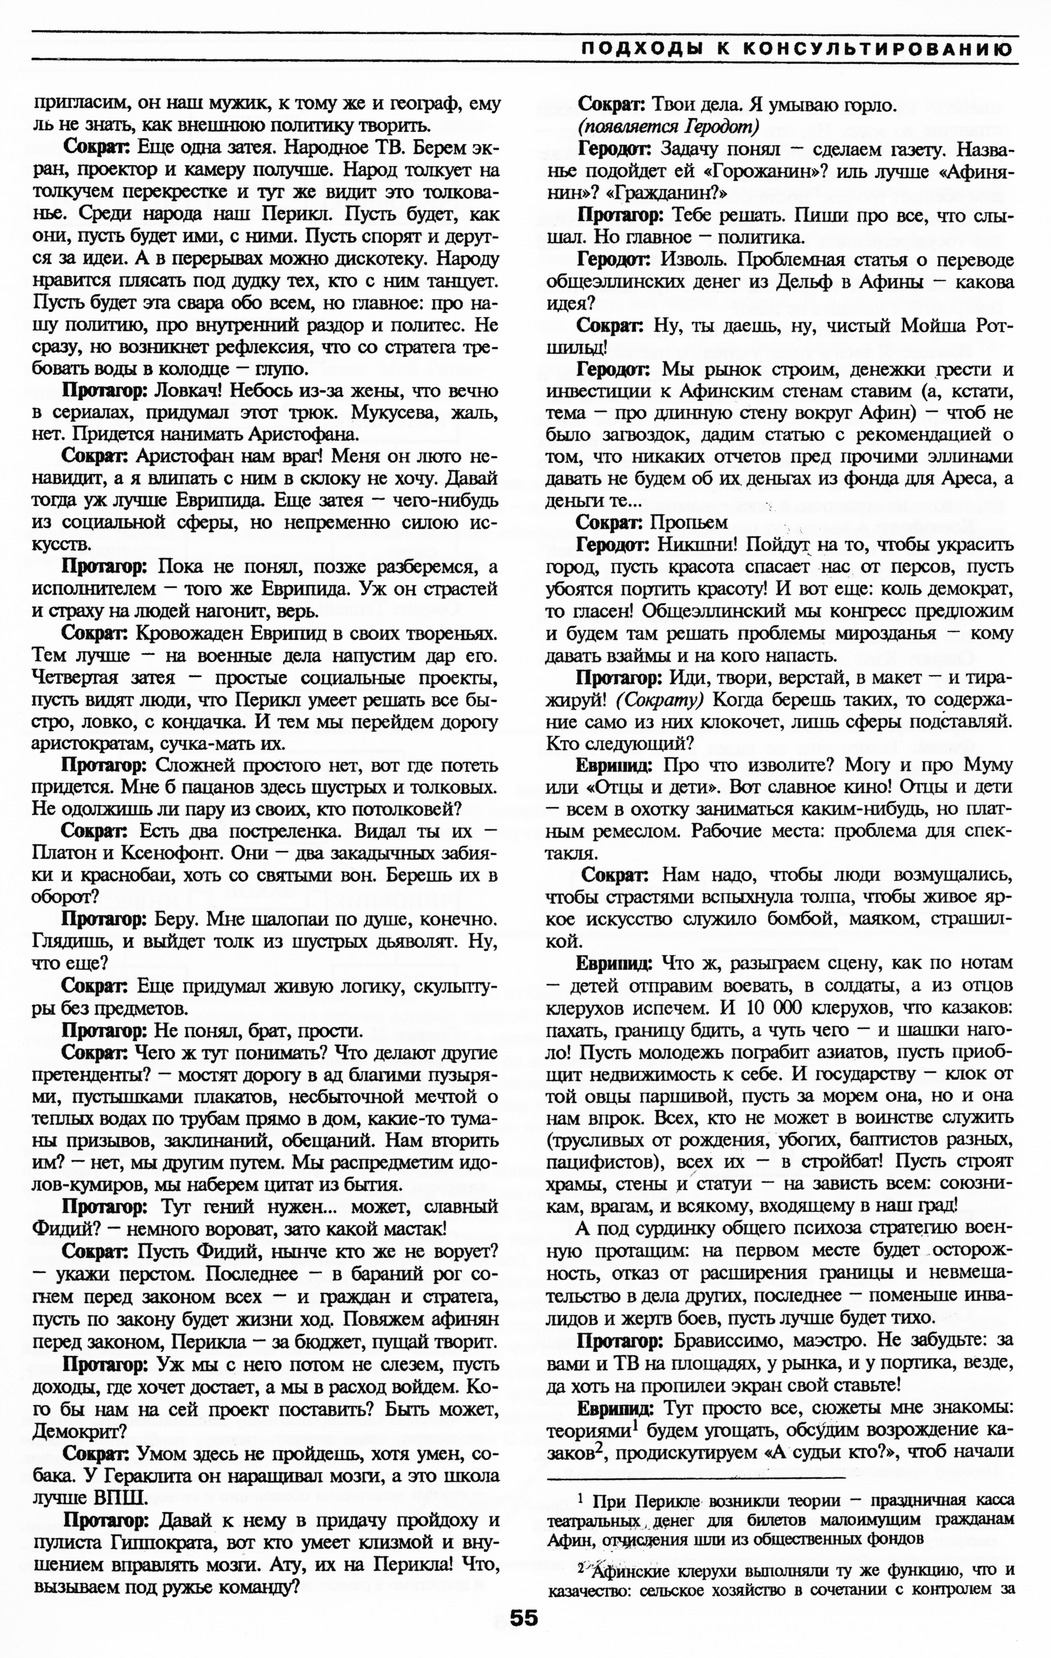 ПОДХОДЫ К КОНСУЛЬТИРОВАНИЮ
пригласим, он наш мужик, к тому же и географ, ему
ль не знать, как внешнюю политику творить.
Сократ: Еще одна затея. Народное ТВ. Берем эк-
ран, проектор и камеру получше. Народ толкует на
толкучем перекрестке и тут же видит это толкова-
нье. Среди народа наш Перикл. Пусть будет, как
они, пусть будет ими, с ними. Пусть спорят и дерут-
ся за идеи. А в перерывах можно дискотеку. Народу
нравится плясать под дудку тех, кто с ним танцует.
Пусть будет эта свара обо всем, но главное: про на-
шу политию, про внутренний раздор и политес. Не
сразу, но возникнет рефлексия, что со стратега тре-
бовать воды в колодце — глупо.
Протагор: Ловкач! Небось из-за жены, что вечно
в сериалах, придумал этот трюк. Мукусева, жаль,
нет. Придется нанимать Аристофана.
Сократ: Аристофан нам враг! Меня он люто не-
навидит, а я влипать с ним в склоку не хочу. Давай
тогда уж лучше Еврипида. Еще затея — чего-нибудь
из социальной сферы, но непременно силою ис-
кусств.
Протагор: Пока не понял, позже разберемся, а
исполнителем — того же Еврипида. Уж он страстей
и страху на людей нагонит, верь.
Сократ: Кровожаден Еврипид в своих твореньях.
Тем лучше — на военные дела напустим дар его.
Четвертая затея — простые социальные проекты,
пусть видят люди, что Перикл умеет решать все бы-
стро, ловко, с кондачка. И тем мы перейдем дорогу
аристократам, сучка-мать их.
Протагор: Сложней простого нет, вот где потеть
придется. Мне б пацанов здесь шустрых и толковых.
Не одолжишь ли пару из своих, кто потолковей?
Сократ: Есть два постреленка. Видал ты их —
Платон и Ксенофонт. Они — два закадычных забия-
ки и краснобаи, хоть со святыми вон. Берешь их в
оборот?
Протагор: Беру. Мне шалопаи по душе, конечно.
Глядишь, и выйдет толк из шустрых дьяволят. Ну,
что еще?
Сократ: Еще придумал живую логику, скульпту-
ры без предметов.
Протагор: Не понял, брат, прости.
Сократ: Чего ж тут понимать? Что делают другие
претенденты? — мостят дорогу в ад благими пузыря-
ми, пустышками плакатов, несбыточной мечтой о
теплых водах по трубам прямо в дом, какие-то тума-
ны призывов, заклинаний, обещаний. Нам вторить
им? — нет, мы другим путем. Мы распредметим идо-
лов-кумиров, мы наберем цитат из бытия.
Протагор: Тут гений нужен... может, славный
Фидий? — немного вороват, зато какой мастак!
Сократ: Пусть Фидий, нынче кто же не ворует?
— укажи перстом. Последнее — в бараний рог со-
гнем перед законом всех — и граждан и стратега,
пусть по закону будет жизни ход. Повяжем афинян
перед законом, Перикла — за бюджет, пущай творит.
Протагор: Уж мы с него потом не слезем, пусть
доходы, где хочет достает, а мы в расход войдем. Ко-
го бы нам на сей проект поставить? Быть может,
Демокрит?
Сократ: Умом здесь не пройдешь, хотя умен, со-
бака. У Гераклита он наращивал мозги, а это школа
лучше ВПШ.
Протагор: Давай к нему в придачу пройдоху и
пулиста Гиппократа, вот кто умеет клизмой и вну-
шением вправлять мозги. Ату, их на Перикла! Что,
вызываем под ружье команду?
Сократ: Твои дела. Я умываю горло.
(появляется Геродот)
Геродот: Задачу понял — сделаем газету. Назва-
нье подойдет ей «Горожанин»? иль лучше «Афиня-
нин»? «Гражданин?»
Протагор: Тебе решать. Пиши про все, что слы-
шал. Но главное — политика.
Геродот: Изволь. Проблемная статья о переводе
общеэллинских денег из Дельф в Афины — какова
идея?
Сократ: Ну, ты даешь, ну, чистый Мойша Рот-
шильд!
Геродот: Мы рынок строим, денежки грести и
инвестиции к Афинским стенам ставим (а, кстати,
тема — про длинную стену вокруг Афин) — чтоб не
было загвоздок, дадим статью с рекомендацией о
том, что никаких отчетов пред прочими эллинами
давать не будем об их деньгах из фонда для Ареса, а
деньги те...
Сократ: Пропьем
Геродот: Никшни! Пойдут на то, чтобы украсить
город, пусть красота спасает нас от персов, пусть
убоятся портить красоту! И вот еще: коль демократ,
то гласен! Общеэллинский мы конгресс предложим
и будем там решать проблемы мирозданья — кому
давать взаймы и на кого напасть.
Протагор: Иди, твори, верстай, в макет — и тира-
жируй! (Сократу) Когда берешь таких, то содержа-
ние само из них клокочет, лишь сферы подставляй.
Кто следующий?
Еврипид: Про что изволите? Могу и про Муму
или «Отцы и дети». Вот славное кино! Отцы и дети
— всем в охотку заниматься каким-нибудь, но плат-
ным ремеслом. Рабочие места: проблема для спек-
такля.
Сократ: Нам надо, чтобы люди возмущались,
чтобы страстями вспыхнула толпа, чтобы живое яр-
кое искусство служило бомбой, маяком, страшил-
кой.
Еврипид: Что ж, разыграем сцену, как по нотам
— детей отправим воевать, в солдаты, а из отцов
клерухов испечем. И 10 000 клерухов, что казаков:
пахать, границу бдить, а чуть чего — и шашки наго-
ло! Пусть молодежь пограбит азиатов, пусть приоб-
щит недвижимость к себе. И государству — клок от
той овцы паршивой, пусть за морем она, но и она
нам впрок. Всех, кто не может в воинстве служить
(трусливых от рождения, убогих, баптистов разных,
пацифистов), всех их — в стройбат! Пусть строят
храмы, стены и статуи — на зависть всем: союзни-
кам, врагам, и всякому, входящему в наш град!
А под сурдинку общего психоза стратегию воен-
ную протащим: на первом месте будет осторож-
ность, отказ от расширения границы и невмеша-
тельство в дела других, последнее — поменьше инва-
лидов и жертв боев, пусть лучше будет тихо.
Протагор: Брависсимо, маэстро. Не забудьте: за
вами и ТВ на площадях, у рынка, и у портика, везде,
да хоть на пропилеи экран свой ставьте!
Еврипид: Тут просто все, сюжеты мне знакомы:
теориями¹ будем угощать, обсудим возрождение ка-
заков², продискутируем «А судьи кто?», чтоб начали
¹ При Перикле возникли теории — праздничная касса
театральных денег для билетов малоимущим гражданам
Афин, отчисления шли из общественных фондов
² Афинские клерухи выполняли ту же функцию, что и
казачество: сельское хозяйство в сочетании с контролем за
55